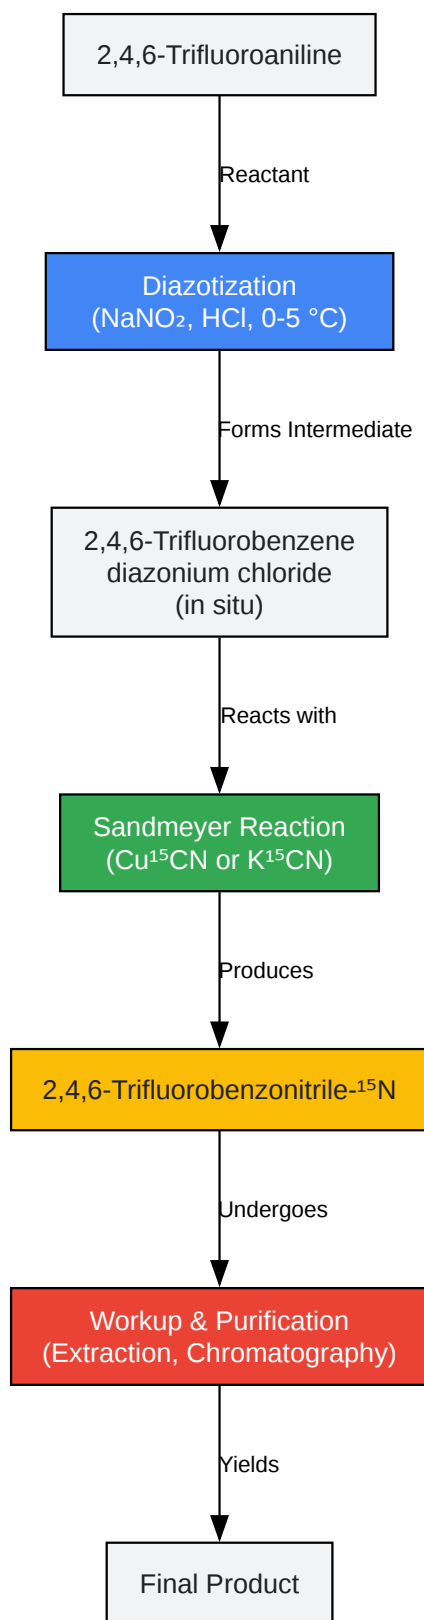 2,4,6-Trifluoroaniline
Reactant
Diazotization
(NaNO₂, HCl, 0-5 °C)
Forms Intermediate
2,4,6-Trifluorobenzene
diazonium chloride
(in situ)
Reacts with
Sandmeyer Reaction
(Cu¹⁵CN or K¹⁵CN)
Produces
2,4,6-Trifluorobenzonitrile-¹⁵N
Undergoes
Workup & Purification
(Extraction, Chromatography)
Yields
Final Product